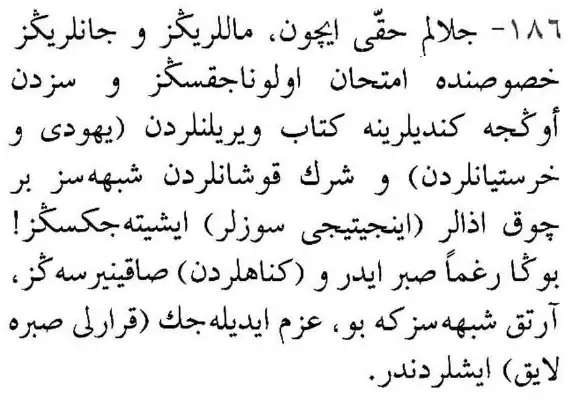 ١٨٦- جلالم حقّى ايچون، ماللريڭز و جانلريڭز
خصوصنده امتحان اولوناجقسڭز و سزدن
أوڭجه كنديلرينه كتاب ويريلنلردن (يهودى و
خرستيانلردن) و شرك قوشانلردن شبهه‌سز بر
چوق اذالر (اينجيتيجى سوزلر) ايشيته‌جكسڭز!
بوڭا رغماً صبر ايدر و (كناهلردن) صاقينيرسه‌ڭز،
آرتق شبهه‌سز كه بو، عزم ايديله‌جك (قرارلى صبره
لايق) ايشلردندر.